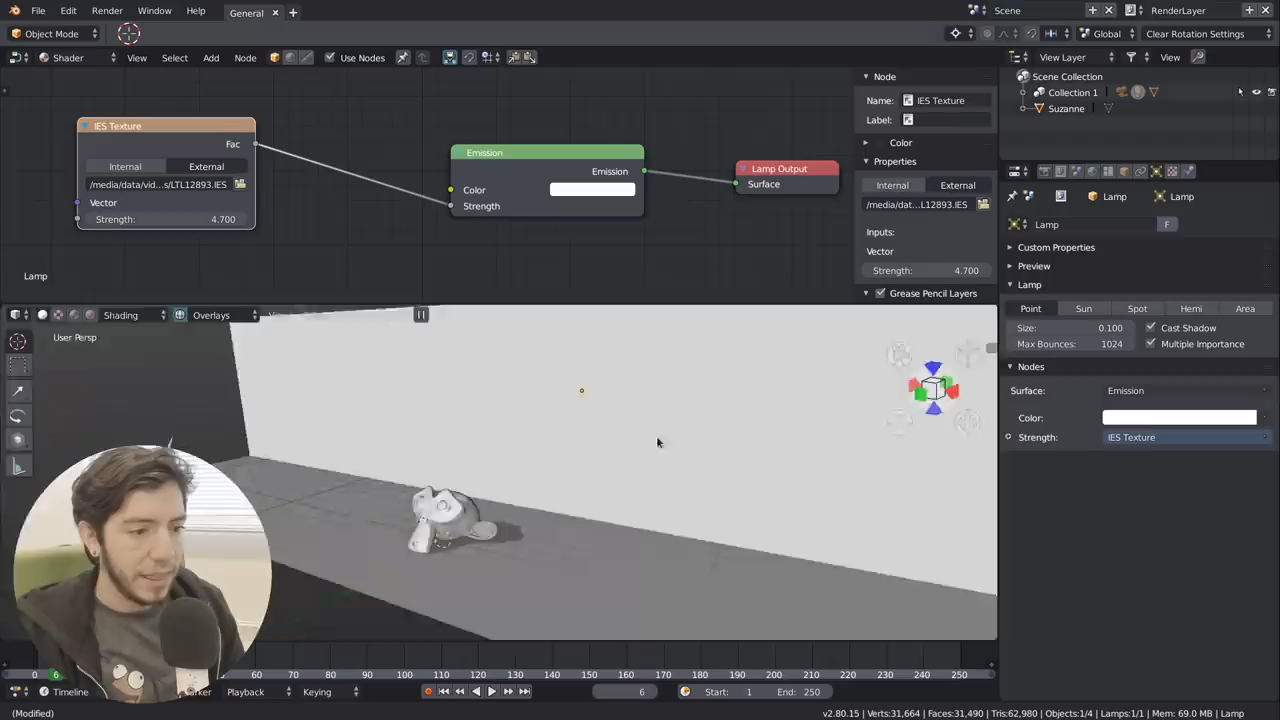 File Edit Render Window Help General Scene RenderLayer
Object Mode Global Clear Rotation Settings
Shader View Select Add Node Use Nodes
View Layer View
Scene Collection
Collection 1
Suzanne
IES Texture
Fac
Internal External
/media/data/vid...s/LTL12893.IES
Vector
Strength: 4.700
Emission
Emission
Color
Strength
Lamp Output
Surface
Lamp
Node
Name: IES Texture
Label:
Color
Properties
Internal External
/media/dat...L12893.IES
Inputs:
Vector
Strength: 4.700
Grease Pencil Layers
Lamp Lamp
Lamp F
Custom Properties
Preview
Lamp
Point Sun Spot Hemi Area
Size: 0.100 Cast Shadow
Max Bounces: 1024 Multiple Importance
Nodes
Surface: Emission
Color:
Strength: IES Texture
Shading Overlays
User Persp
0 6 60 70 80 90 100 110 120 130 140 150 160 170 180 190 200 210 220 230 240 250
Timeline Playback Keying 6 Start: 1 End: 250
(Modified)
v2.80.15 | Verts:31,664 | Faces:31,490 | Tris:62,980 | Objects:1/4 | Lamps:1/1 | Mem: 69.0 MB | Lamp